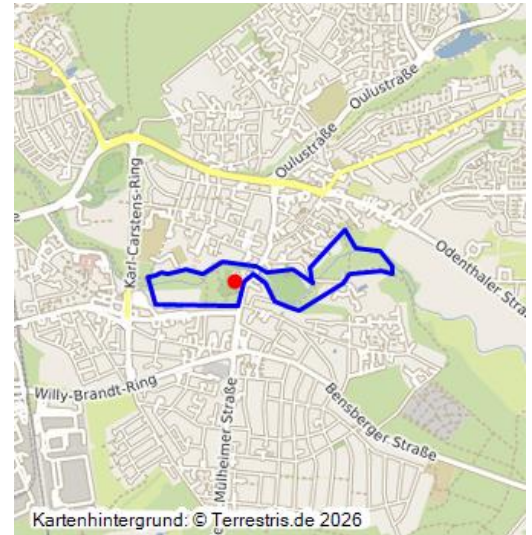 Oulustraße
Oulustraße
Karl-Carstens-Ring
Odenthaler Stra
Willy-Brandt-Ring
Bensberger Straße
Mülheimer Straße
Kartenhintergrund: © Terrestris.de 2026